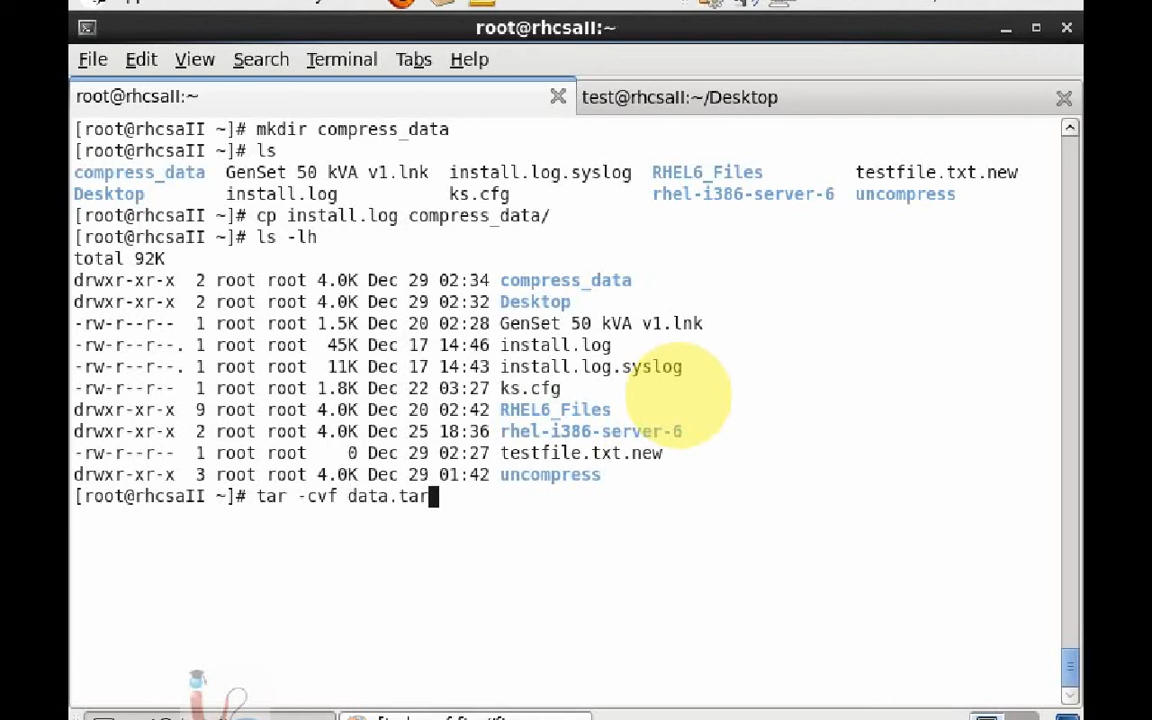 root@rhcsaII:~
File Edit View Search Terminal Tabs Help
root@rhcsaII:~
test@rhcsaII:~/Desktop
[root@rhcsaII ~]# mkdir compress_data
[root@rhcsaII ~]# ls
compress_data GenSet 50 kVA v1.lnk install.log.syslog RHEL6_Files testfile.txt.new
Desktop install.log ks.cfg rhel-i386-server-6 uncompress
[root@rhcsaII ~]# cp install.log compress_data/
[root@rhcsaII ~]# ls -lh
total 92K
drwxr-xr-x 2 root root 4.0K Dec 29 02:34 compress_data
drwxr-xr-x 2 root root 4.0K Dec 29 02:32 Desktop
-rw-r--r-- 1 root root 1.5K Dec 20 02:28 GenSet 50 kVA v1.lnk
-rw-r--r--. 1 root root 45K Dec 17 14:46 install.log
-rw-r--r--. 1 root root 11K Dec 17 14:43 install.log.syslog
-rw-r--r-- 1 root root 1.8K Dec 22 03:27 ks.cfg
drwxr-xr-x 9 root root 4.0K Dec 20 02:42 RHEL6_Files
drwxr-xr-x 2 root root 4.0K Dec 25 18:36 rhel-i386-server-6
-rw-r--r-- 1 root root 0 Dec 29 02:27 testfile.txt.new
drwxr-xr-x 3 root root 4.0K Dec 29 01:42 uncompress
[root@rhcsaII ~]# tar -cvf data.tar